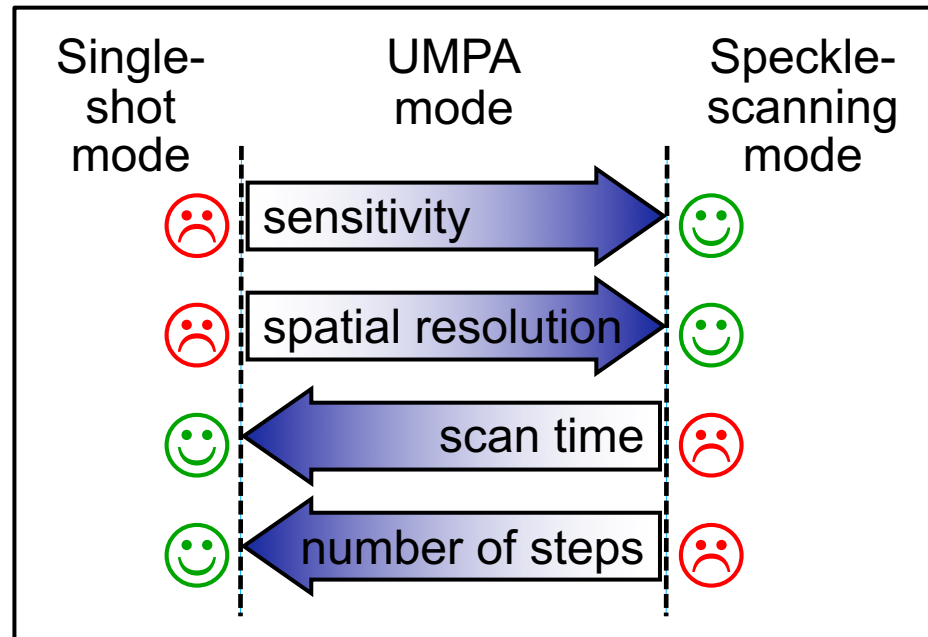 Single-
shot
mode
UMPA
mode
Speckle-
scanning
mode
sensitivity
spatial resolution
scan time
number of steps